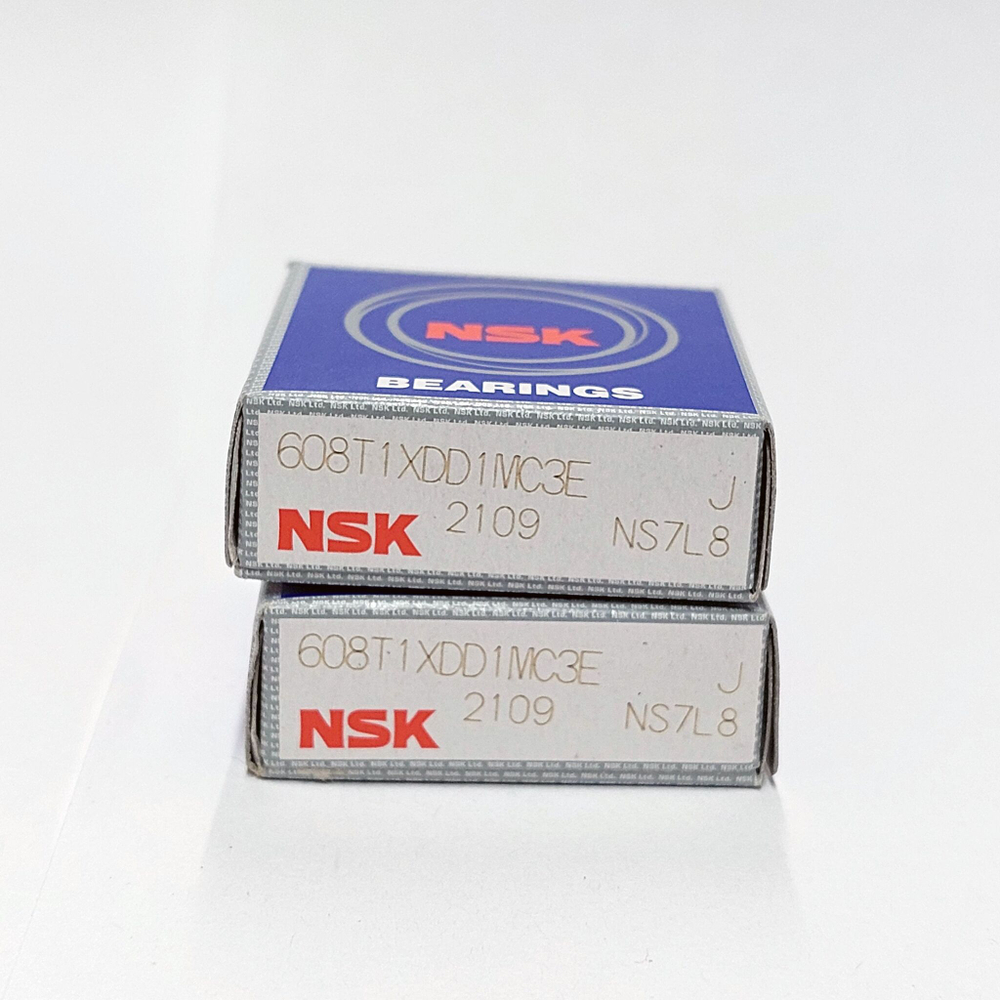 NSK
BEARINGS
608T1XDD1MC3E
J
NSK 2109 NS7L8
608T1XDD1MC3E
J
NSK 2109 NS7L8